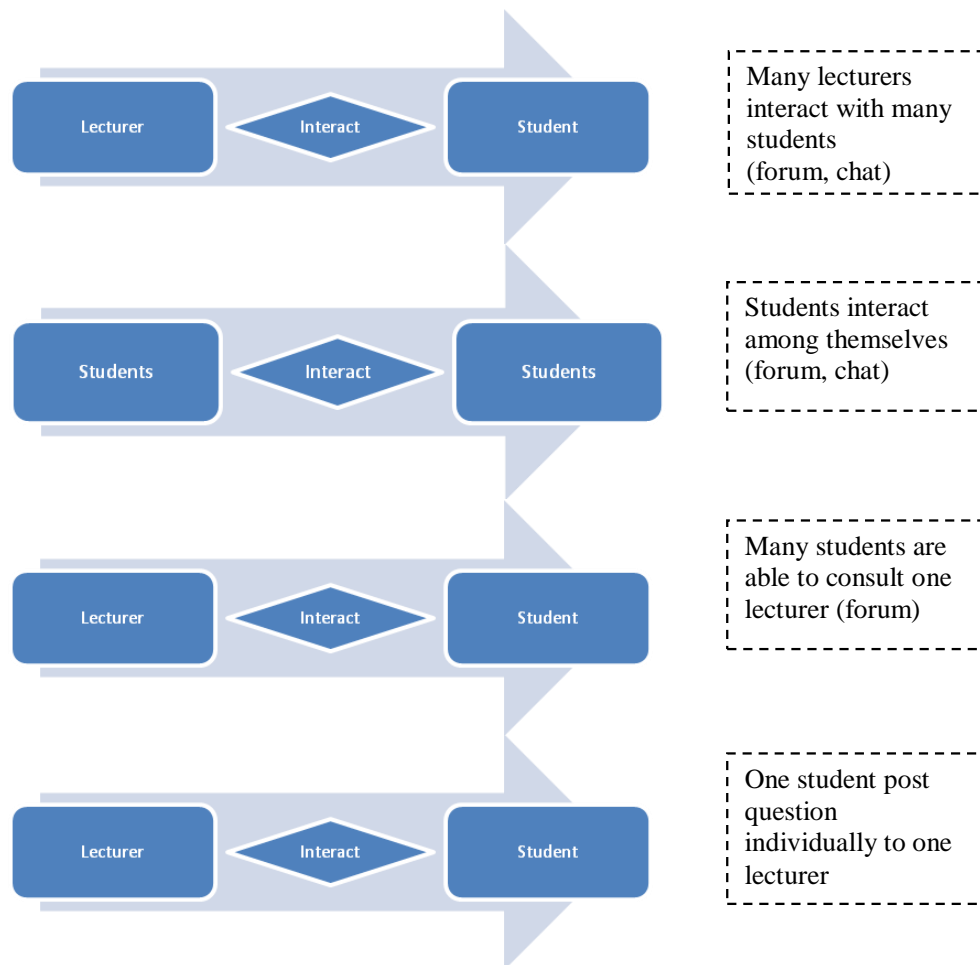 Lecturer
Interact
Student
Many lecturers
interact with many
students
(forum, chat)
Students
Interact
Students
Students interact
among themselves
(forum, chat)
Lecturer
Interact
Student
Many students are
able to consult one
lecturer (forum)
Lecturer
Interact
Student
One student post
question
individually to one
lecturer